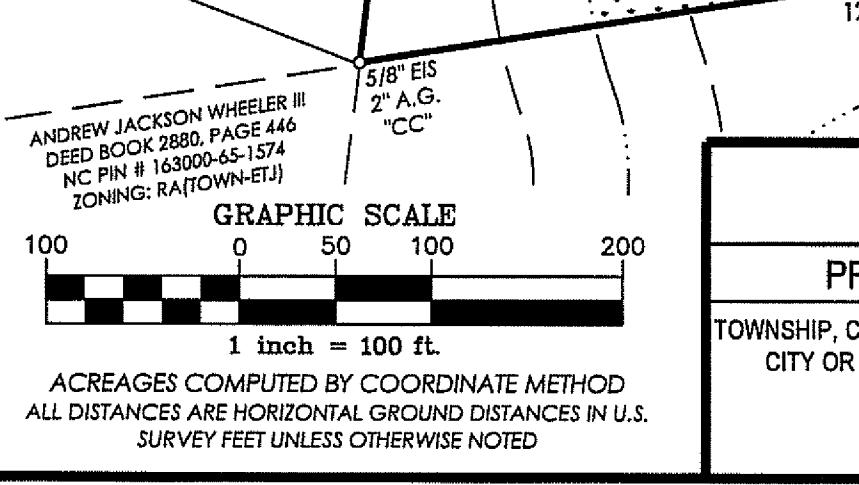 12
5/8" EIS
2" A.G.
"CC"
ANDREW JACKSON WHEELER III
DEED BOOK 2880, PAGE 446
NC PIN # 163000-65-1574
ZONING: RA(TOWN-ETJ)
GRAPHIC SCALE
100 0 50 100 200
1 inch = 100 ft.
ACREAGES COMPUTED BY COORDINATE METHOD
ALL DISTANCES ARE HORIZONTAL GROUND DISTANCES IN U.S.
SURVEY FEET UNLESS OTHERWISE NOTED
TOWNSHIP, C
CITY OR